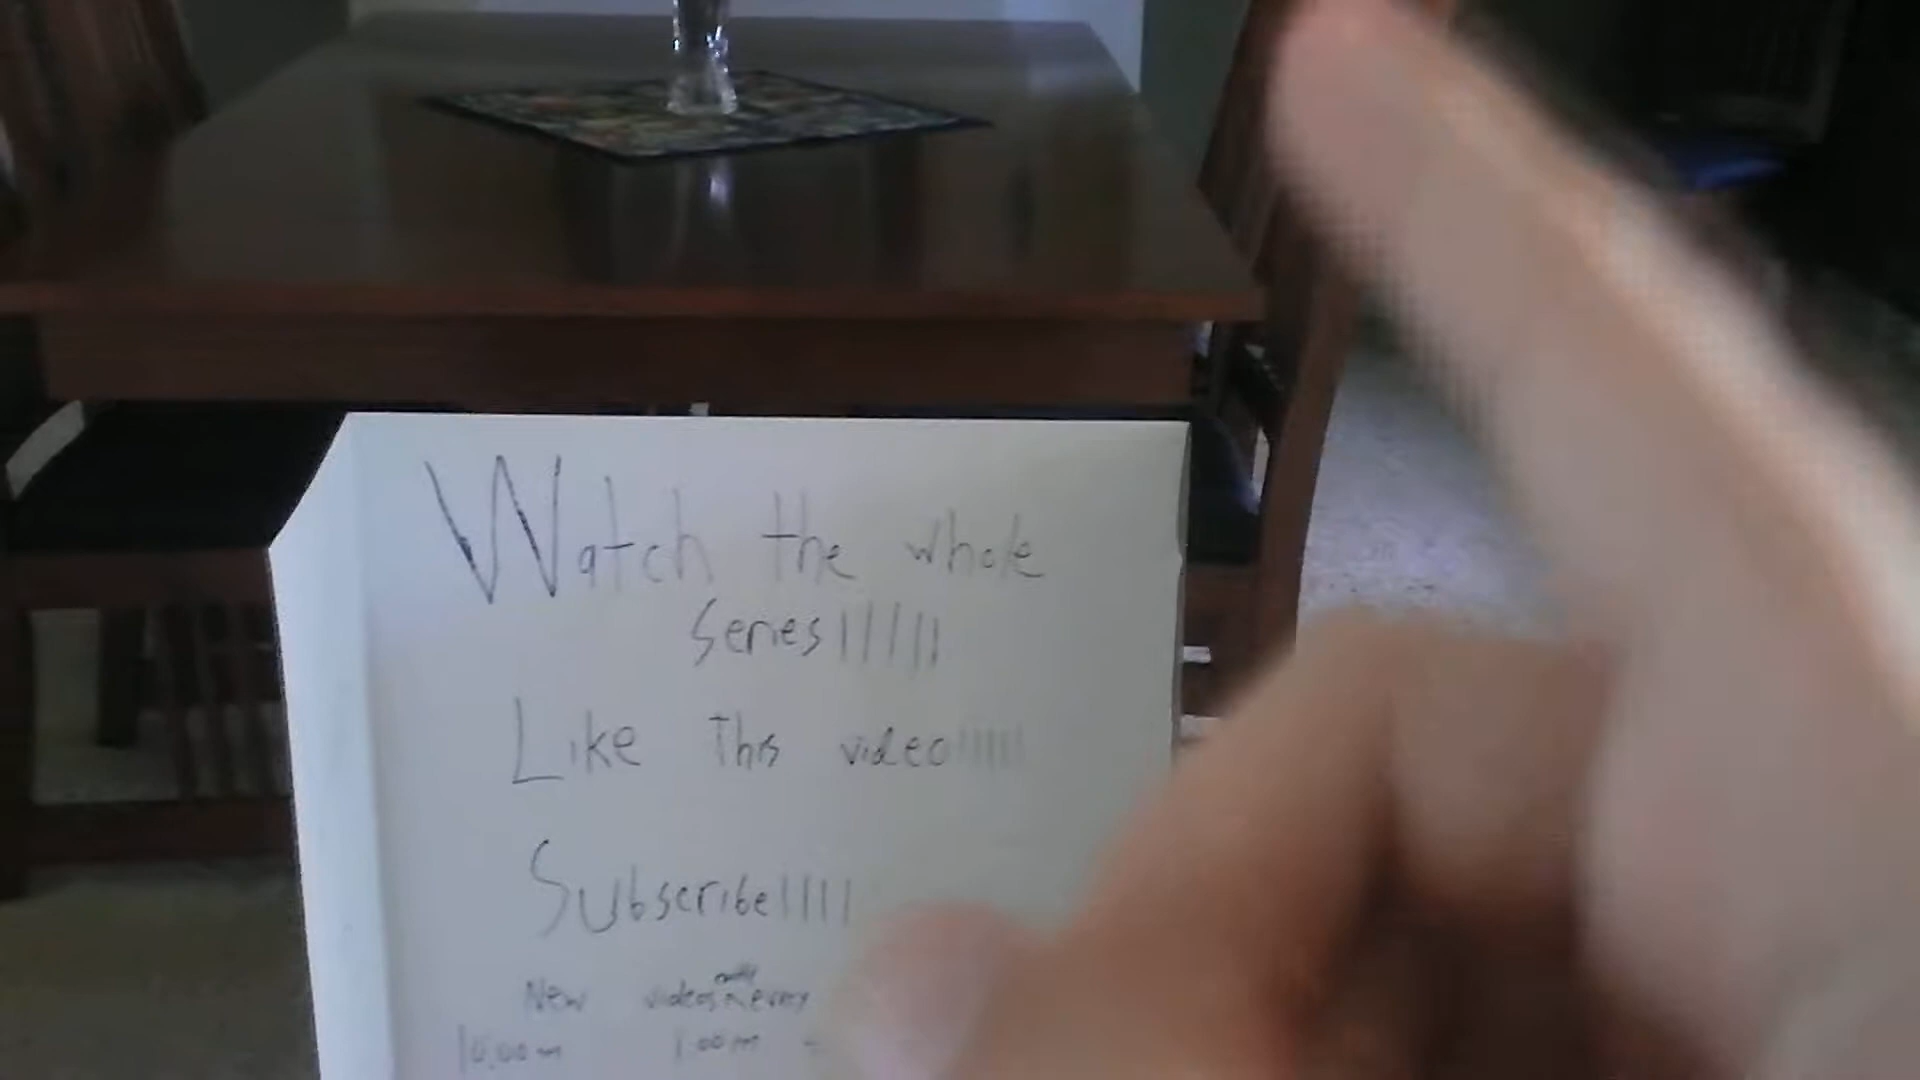 Watch the whole
series!!!!!
Like This video!!!!!
Subscribe!!!!
New videos every